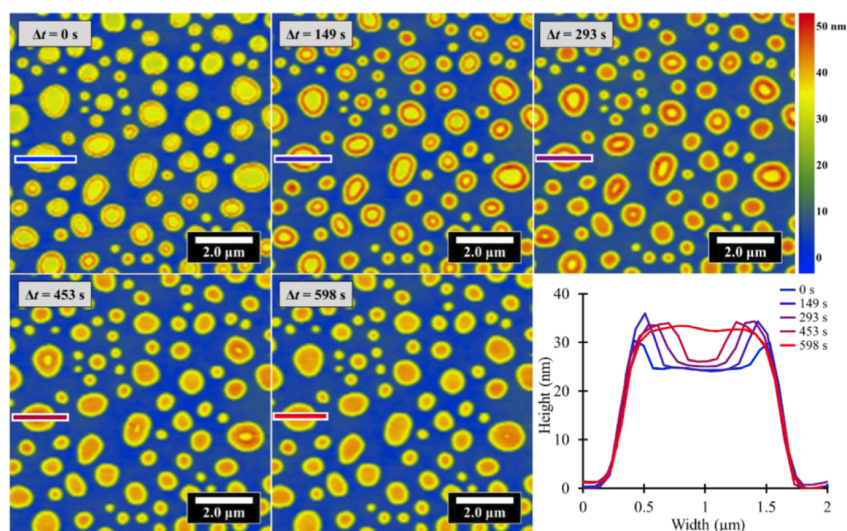 Δt = 0 s
Δt = 149 s
Δt = 293 s
50 nm
40
30
20
10
0
2.0 µm
2.0 µm
2.0 µm
Δt = 453 s
Δt = 598 s
2.0 µm
2.0 µm
40
30
20
10
0
Height (nm)
0
0.5
1
1.5
2
Width (µm)
0 s
149 s
293 s
453 s
598 s